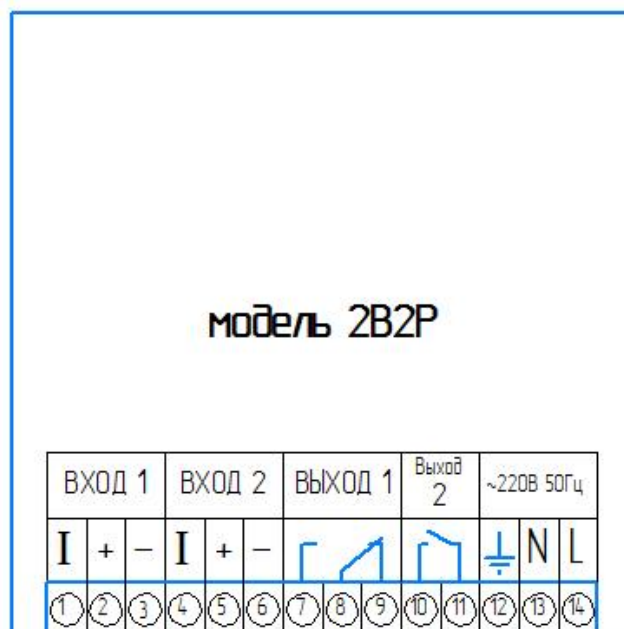 модель 2В2Р
ВХОД 1 ВХОД 2 ВЫХОД 1 Выход 2 ~220В 50Гц
I + − I + − N L
1 2 3 4 5 6 7 8 9 10 11 12 13 14